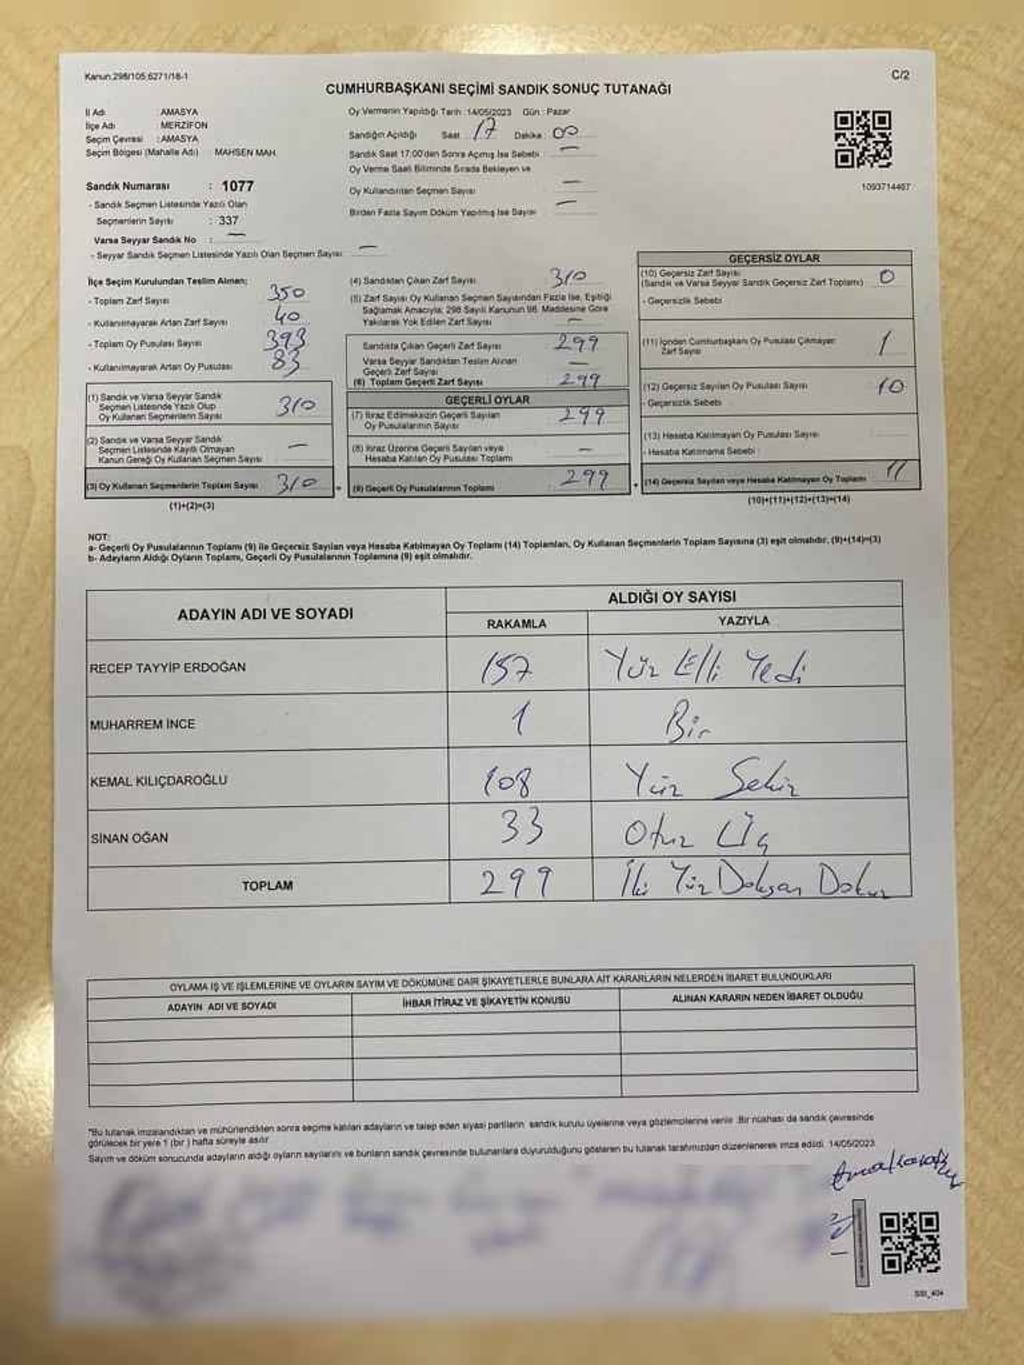 Kanun:298/105,6271/18-1
C/2
CUMHURBAŞKANI SEÇİMİ SANDIK SONUÇ TUTANAĞI
İl Adı : AMASYA
İlçe Adı : MERZİFON
Seçim Çevresi : AMASYA
Seçim Bölgesi (Mahalle Adı) : MAHSEN MAH.
Sandık Numarası : 1077
- Sandık Seçmen Listesinde Yazılı Olan
Seçmenlerin Sayısı : 337
Varsa Seyyar Sandık No : —
- Seyyar Sandık Seçmen Listesinde Yazılı Olan Seçmen Sayısı : —
Oy Vermenin Yapıldığı Tarih : 14/05/2023 Gün : Pazar
Sandığın Açıldığı Saat : 17 Dakika : 00
Sandık Saat 17:00'dan Sonra Açmış İse Sebebi : —
Oy Verme Saati Bitiminde Sırada Bekleyen ve
Oy Kullandırılan Seçmen Sayısı : —
Birden Fazla Sayım Döküm Yapılmış İse Sayısı : —
1093714467
İlçe Seçim Kurulundan Teslim Alınan;
- Toplam Zarf Sayısı 350
- Kullanılmayarak Artan Zarf Sayısı 40
- Toplam Oy Pusulası Sayısı 393
- Kullanılmayarak Artan Oy Pusulası 83
(1) Sandık ve Varsa Seyyar Sandık
Seçmen Listesinde Yazılı Olup
Oy Kullanan Seçmenlerin Sayısı 310
(2) Sandık ve Varsa Seyyar Sandık
Seçmen Listesinde Kayıtlı Olmayan
Kanun Gereği Oy Kullanan Seçmen Sayısı —
(3) Oy Kullanan Seçmenlerin Toplam Sayısı 310
(1)+(2)=(3)
=
(4) Sandıktan Çıkan Zarf Sayısı 310
(5) Zarf Sayısı Oy Kullanan Seçmen Sayısından Fazla İse, Eşitliği
Sağlamak Amacıyla; 298 Sayılı Kanunun 98. Maddesine Göre
Yakılarak Yok Edilen Zarf Sayısı —
Sandıkta Çıkan Geçerli Zarf Sayısı 299
Varsa Seyyar Sandıktan Teslim Alınan
Geçerli Zarf Sayısı —
(6) Toplam Geçerli Zarf Sayısı 299
GEÇERLİ OYLAR
(7) İtiraz Edilmeksizin Geçerli Sayılan
Oy Pusulalarının Sayısı 299
(8) İtiraz Üzerine Geçerli Sayılan veya
Hesaba Katılan Oy Pusulası Toplamı —
(9) Geçerli Oy Pusulalarının Toplamı 299
+
GEÇERSİZ OYLAR
(10) Geçersiz Zarf Sayısı
(Sandık ve Varsa Seyyar Sandık Geçersiz Zarf Toplamı) 0
- Geçersizlik Sebebi
(11) İçinden Cumhurbaşkanı Oy Pusulası Çıkmayan
Zarf Sayısı 1
(12) Geçersiz Sayılan Oy Pusulası Sayısı 10
- Geçersizlik Sebebi
(13) Hesaba Katılmayan Oy Pusulası Sayısı
- Hesaba Katılmama Sebebi
(14) Geçersiz Sayılan veya Hesaba Katılmayan Oy Toplamı 11
(10)+(11)+(12)+(13)=(14)
NOT:
a- Geçerli Oy Pusulalarının Toplamı (9) ile Geçersiz Sayılan veya Hesaba Katılmayan Oy Toplamı (14) Toplamları, Oy Kullanan Seçmenlerin Toplam Sayısına (3) eşit olmalıdır. (9)+(14)=(3)
b- Adayların Aldığı Oyların Toplamı, Geçerli Oy Pusulalarının Toplamına (9) eşit olmalıdır.
ADAYIN ADI VE SOYADI
ALDIĞI OY SAYISI
RAKAMLA YAZIYLA
RECEP TAYYİP ERDOĞAN 157 Yüz Elli Yedi
MUHARREM İNCE 1 Bir
KEMAL KILIÇDAROĞLU 108 Yüz Sekiz
SİNAN OĞAN 33 Otuz Üç
TOPLAM 299 İki Yüz Doksan Dokuz
OYLAMA İŞ VE İŞLEMLERİNE VE OYLARIN SAYIM VE DÖKÜMÜNE DAİR ŞİKAYETLERLE BUNLARA AİT KARARLARIN NELERDEN İBARET BULUNDUKLARI
ADAYIN ADI VE SOYADI İHBAR İTİRAZ VE ŞİKAYETİN KONUSU ALINAN KARARIN NEDEN İBARET OLDUĞU
"Bu tutanak imzalandıktan ve mühürlendikten sonra seçime katılan adayların ve talep eden siyasi partilerin sandık kurulu üyelerine veya gözlemcilerine verilir .Bir nüshası da sandık çevresinde
görülecek bir yere 1 (bir ) hafta süreyle asılır
Sayım ve döküm sonucunda adayların aldığı oyların sayılarını ve bunların sandık çevresinde bulunanlara duyurulduğunu gösteren bu tutanak tarafımızdan düzenlenerek imza edildi. 14/05/2023